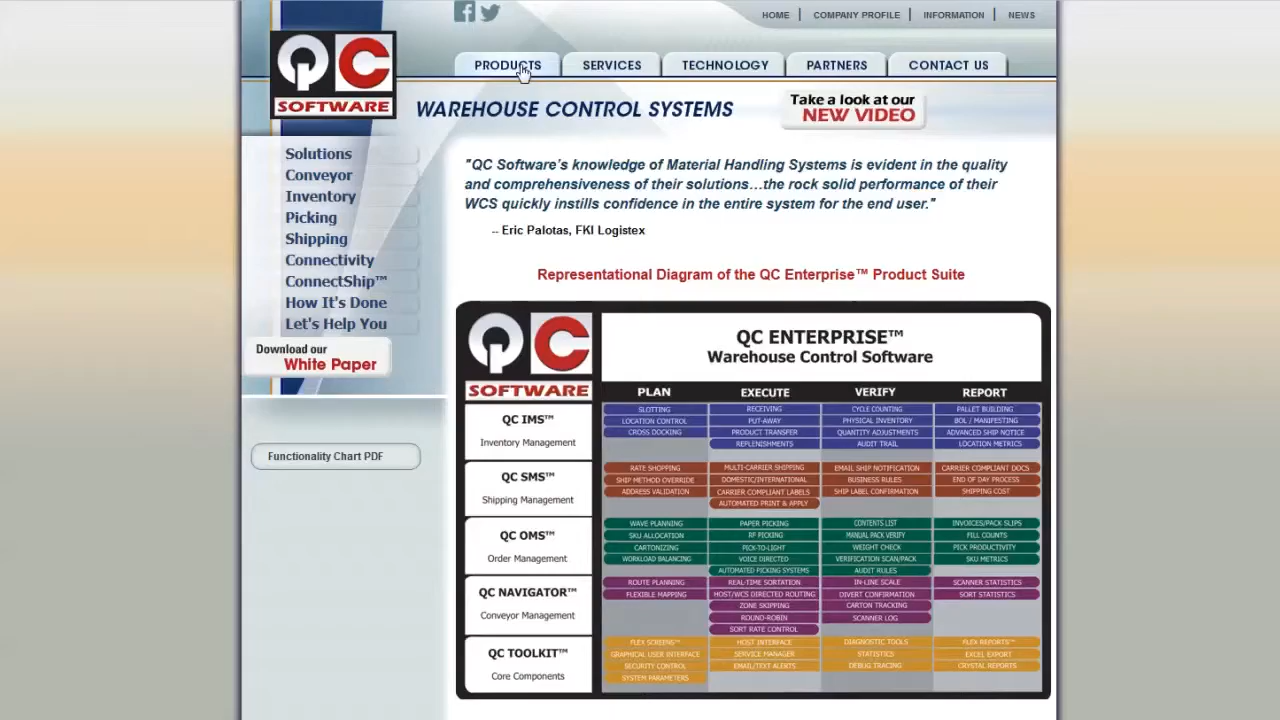 HOME
COMPANY PROFILE
INFORMATION
NEWS
QC
SOFTWARE
PRODUCTS
SERVICES
TECHNOLOGY
PARTNERS
CONTACT US
WAREHOUSE CONTROL SYSTEMS
Take a look at our
NEW VIDEO
Solutions
Conveyor
Inventory
Picking
Shipping
Connectivity
ConnectShip™
How It's Done
Let's Help You
Download our
White Paper
Functionality Chart PDF
"QC Software's knowledge of Material Handling Systems is evident in the quality
and comprehensiveness of their solutions…the rock solid performance of their
WCS quickly instills confidence in the entire system for the end user."
-- Eric Palotas, FKI Logistex
Representational Diagram of the QC Enterprise™ Product Suite
QC
SOFTWARE
QC ENTERPRISE™
Warehouse Control Software
PLAN EXECUTE VERIFY REPORT
QC IMS™
Inventory Management
SLOTTING RECEIVING CYCLE COUNTING PALLET BUILDING
LOCATION CONTROL PUT-AWAY PHYSICAL INVENTORY BOL / MANIFESTING
CROSS DOCKING PRODUCT TRANSFER QUANTITY ADJUSTMENTS ADVANCED SHIP NOTICE
REPLENISHMENTS AUDIT TRAIL LOCATION METRICS
QC SMS™
Shipping Management
RATE SHOPPING MULTI-CARRIER SHIPPING EMAIL SHIP NOTIFICATION CARRIER COMPLIANT DOCS
SHIP METHOD OVERRIDE DOMESTIC/INTERNATIONAL BUSINESS RULES END OF DAY PROCESS
ADDRESS VALIDATION CARRIER COMPLIANT LABELS SHIP LABEL CONFIRMATION SHIPPING COST
AUTOMATED PRINT & APPLY
QC OMS™
Order Management
WAVE PLANNING PAPER PICKING CONTENTS LIST INVOICES/PACK SLIPS
SKU ALLOCATION RF PICKING MANUAL PACK VERIFY FILL COUNTS
CARTONIZING PICK-TO-LIGHT WEIGHT CHECK PICK PRODUCTIVITY
WORKLOAD BALANCING VOICE DIRECTED VERIFICATION SCAN/PACK SKU METRICS
AUTOMATED PICKING SYSTEMS AUDIT RULES
QC NAVIGATOR™
Conveyor Management
ROUTE PLANNING REAL-TIME SORTATION IN-LINE SCALE SCANNER STATISTICS
FLEXIBLE MAPPING HOST/WCS DIRECTED ROUTING DIVERT CONFIRMATION SORT STATISTICS
ZONE SKIPPING CARTON TRACKING
ROUND-ROBIN SCANNER LOG
SORT RATE CONTROL
QC TOOLKIT™
Core Components
FLEX SCREENS™ HOST INTERFACE DIAGNOSTIC TOOLS FLEX REPORTS™
GRAPHICAL USER INTERFACE SERVICE MANAGER STATISTICS EXCEL EXPORT
SECURITY CONTROL EMAIL/TEXT ALERTS DEBUG TRACING CRYSTAL REPORTS
SYSTEM PARAMETERS